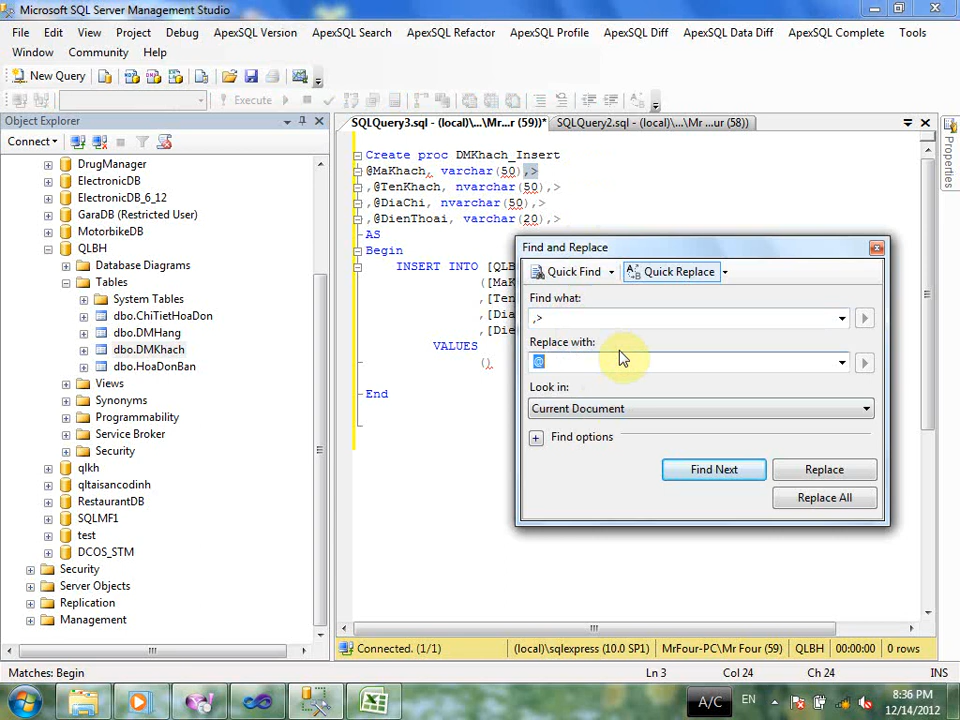 Microsoft SQL Server Management Studio
File Edit View Project Debug ApexSQL Version ApexSQL Search ApexSQL Refactor ApexSQL Profile ApexSQL Diff ApexSQL Data Diff ApexSQL Complete Tools
Window Community Help
New Query
Execute
Object Explorer
Connect
DrugManager
ElectronicDB
ElectronicDB_6_12
GaraDB (Restricted User)
MotorbikeDB
QLBH
Database Diagrams
Tables
System Tables
dbo.ChiTietHoaDon
dbo.DMHang
dbo.DMKhach
dbo.HoaDonBan
Views
Synonyms
Programmability
Service Broker
Security
qlkh
qltaisancodinh
RestaurantDB
SQLMF1
test
DCOS_STM
Security
Server Objects
Replication
Management
SQLQuery3.sql - (local)\...\Mr...r (59))* SQLQuery2.sql - (local)\...\Mr ...ur (58))
Create proc DMKhach_Insert
@MaKhach, varchar(50),>
,@TenKhach, nvarchar(50),>
,@DiaChi, nvarchar(50),>
,@DienThoai, varchar(20),>
AS
Begin
INSERT INTO [QLB
([MaK
,[Ten
,[Dia
,[Die
VALUES
()
End
Properties
Find and Replace
Quick Find Quick Replace
Find what:
,>
Replace with:
@
Look in:
Current Document
Find options
Find Next Replace
Replace All
Connected. (1/1) (local)\sqlexpress (10.0 SP1) MrFour-PC\Mr Four (59) QLBH 00:00:00 0 rows
Matches: Begin Ln 3 Col 24 Ch 24 INS
A/C EN 8:36 PM
12/14/2012